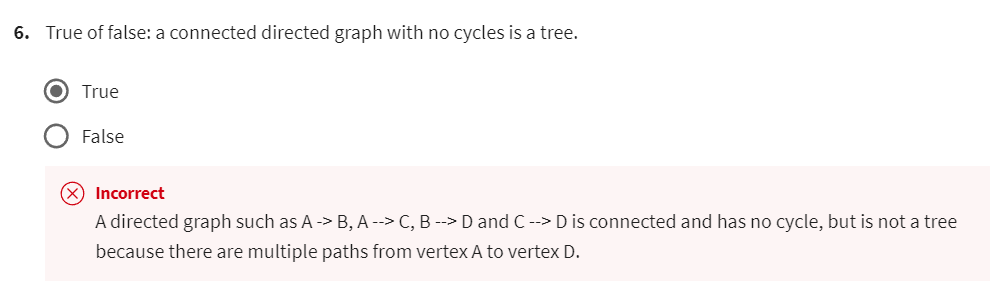 6. True of false: a connected directed graph with no cycles is a tree.
True
False
Incorrect
A directed graph such as A -> B, A --> C, B --> D and C --> D is connected and has no cycle, but is not a tree
because there are multiple paths from vertex A to vertex D.